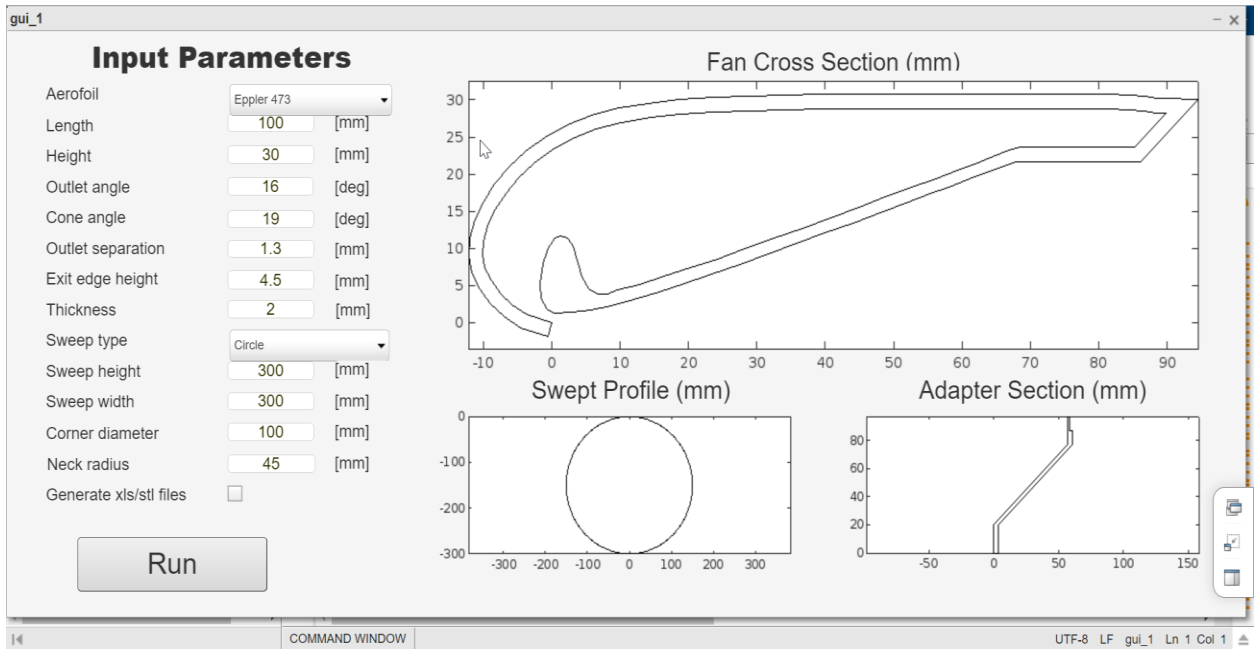 gui_1
Input Parameters
Aerofoil Eppler 473
Length 100 [mm]
Height 30 [mm]
Outlet angle 16 [deg]
Cone angle 19 [deg]
Outlet separation 1.3 [mm]
Exit edge height 4.5 [mm]
Thickness 2 [mm]
Sweep type Circle
Sweep height 300 [mm]
Sweep width 300 [mm]
Corner diameter 100 [mm]
Neck radius 45 [mm]
Generate xls/stl files
Run
Fan Cross Section (mm)
30
25
20
15
10
5
0
-10 0 10 20 30 40 50 60 70 80 90
Swept Profile (mm)
0
-100
-200
-300
-300 -200 -100 0 100 200 300
Adapter Section (mm)
80
60
40
20
0
-50 0 50 100 150
COMMAND WINDOW
UTF-8 LF gui_1 Ln 1 Col 1